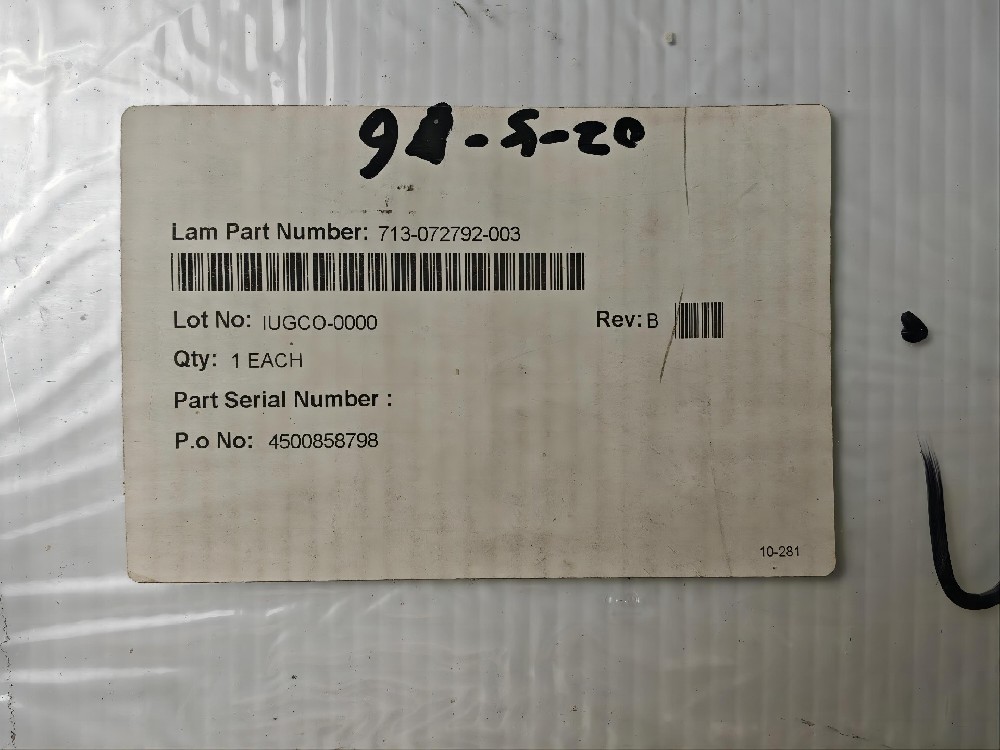 Lam Part Number: 713-072792-003
Lot No: IUGCO-0000
Rev: B
Qty: 1 EACH
Part Serial Number :
P.o No: 4500858798
10-281